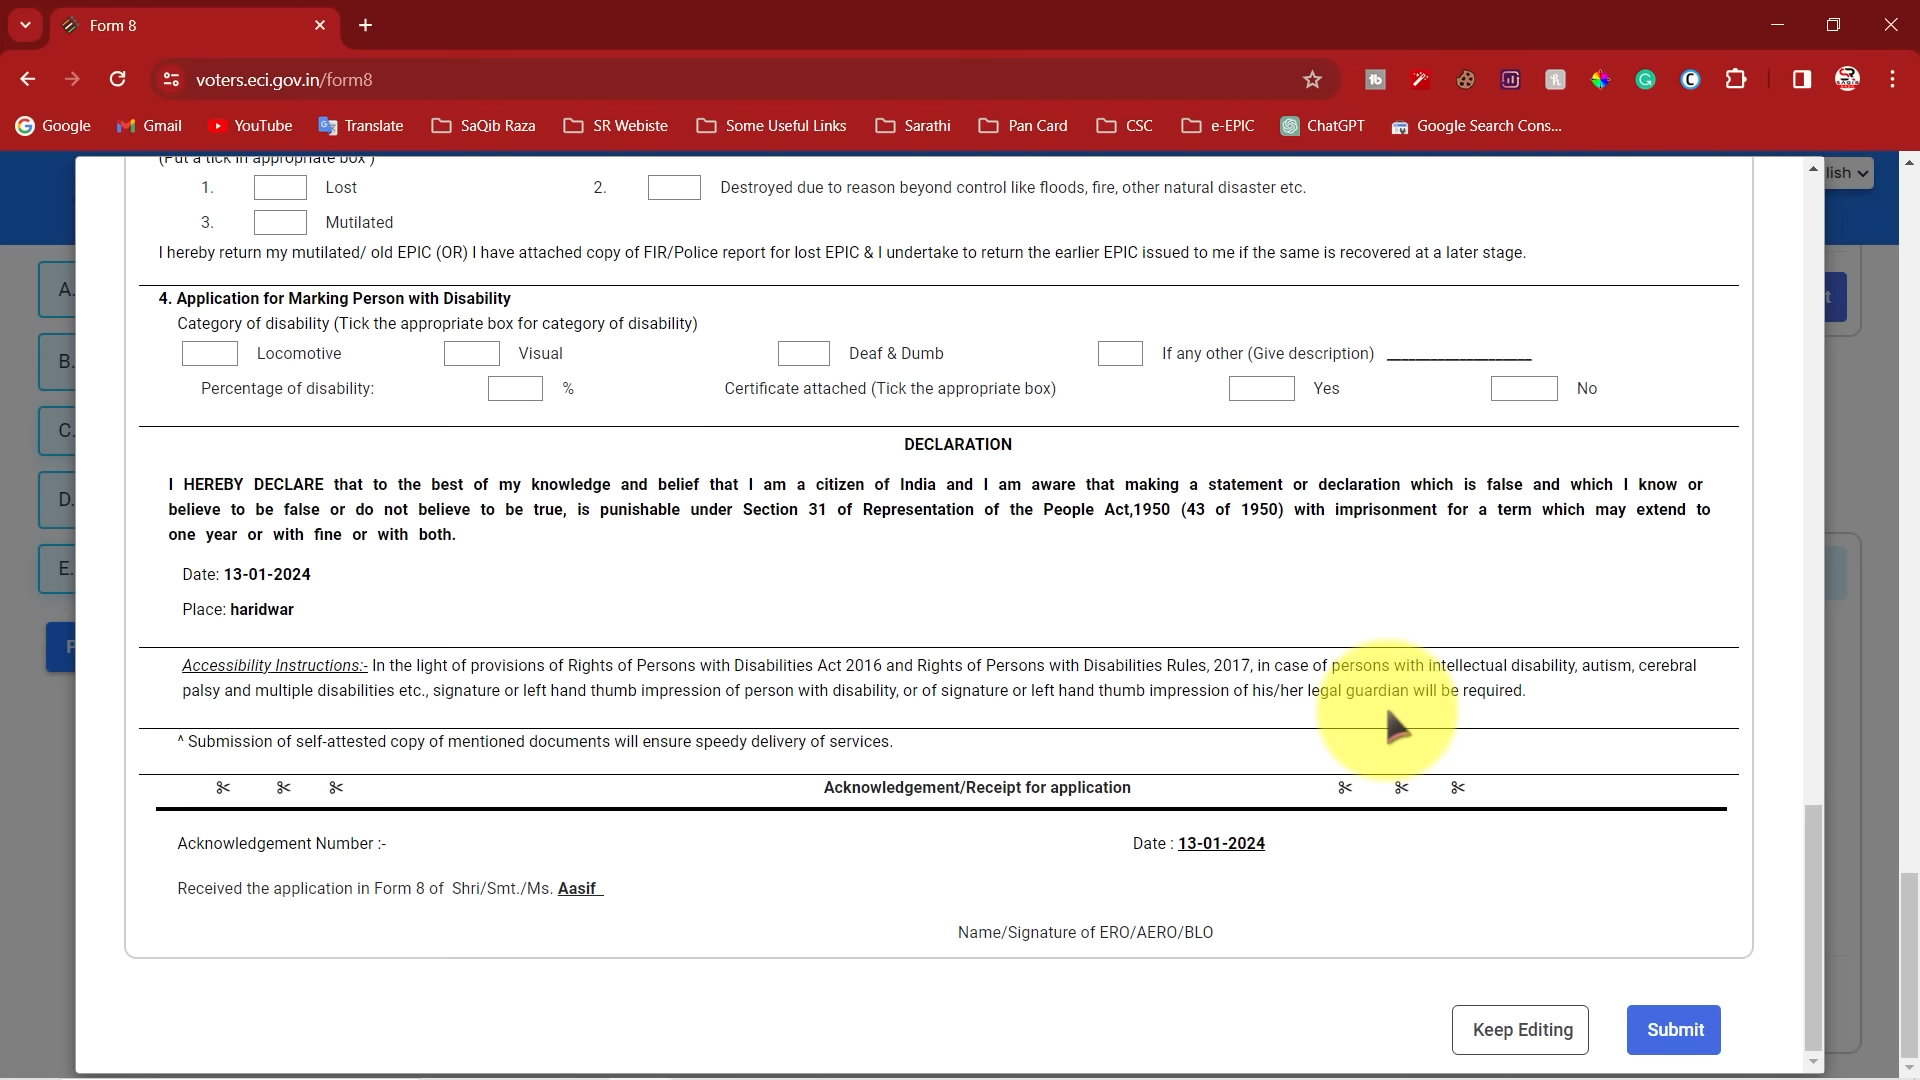 Form 8
voters.eci.gov.in/form8
Google Gmail YouTube Translate SaQib Raza SR Webiste Some Useful Links Sarathi Pan Card CSC e-EPIC ChatGPT Google Search Cons...
lish
(Put a tick in appropriate box )
1. Lost 2. Destroyed due to reason beyond control like floods, fire, other natural disaster etc.
3. Mutilated
I hereby return my mutilated/ old EPIC (OR) I have attached copy of FIR/Police report for lost EPIC & I undertake to return the earlier EPIC issued to me if the same is recovered at a later stage.
A.
B.
C.
D.
E.
4. Application for Marking Person with Disability
Category of disability (Tick the appropriate box for category of disability)
Locomotive Visual Deaf & Dumb If any other (Give description) __________________
Percentage of disability: % Certificate attached (Tick the appropriate box) Yes No
DECLARATION
I HEREBY DECLARE that to the best of my knowledge and belief that I am a citizen of India and I am aware that making a statement or declaration which is false and which I know or
believe to be false or do not believe to be true, is punishable under Section 31 of Representation of the People Act,1950 (43 of 1950) with imprisonment for a term which may extend to
one year or with fine or with both.
Date: 13-01-2024
Place: haridwar
Accessibility Instructions:- In the light of provisions of Rights of Persons with Disabilities Act 2016 and Rights of Persons with Disabilities Rules, 2017, in case of persons with intellectual disability, autism, cerebral
palsy and multiple disabilities etc., signature or left hand thumb impression of person with disability, or of signature or left hand thumb impression of his/her legal guardian will be required.
^ Submission of self-attested copy of mentioned documents will ensure speedy delivery of services.
Acknowledgement/Receipt for application
Acknowledgement Number :- Date : 13-01-2024
Received the application in Form 8 of Shri/Smt./Ms. Aasif
Name/Signature of ERO/AERO/BLO
Keep Editing Submit